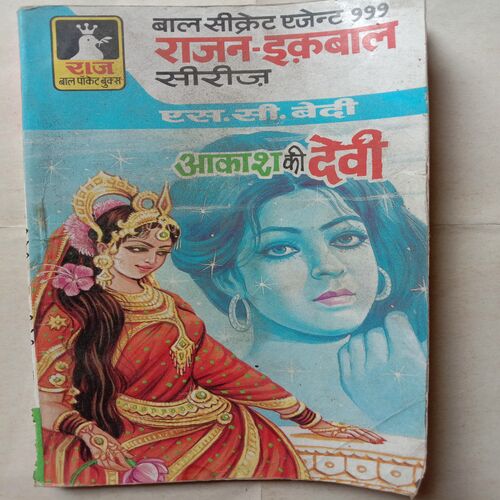 राज
बाल पॉकेट बुक्स
बाल सीक्रेट एजेन्ट 999
राजन-इक़बाल
सीरीज़
एस.सी. बेदी
आकाश की देवी